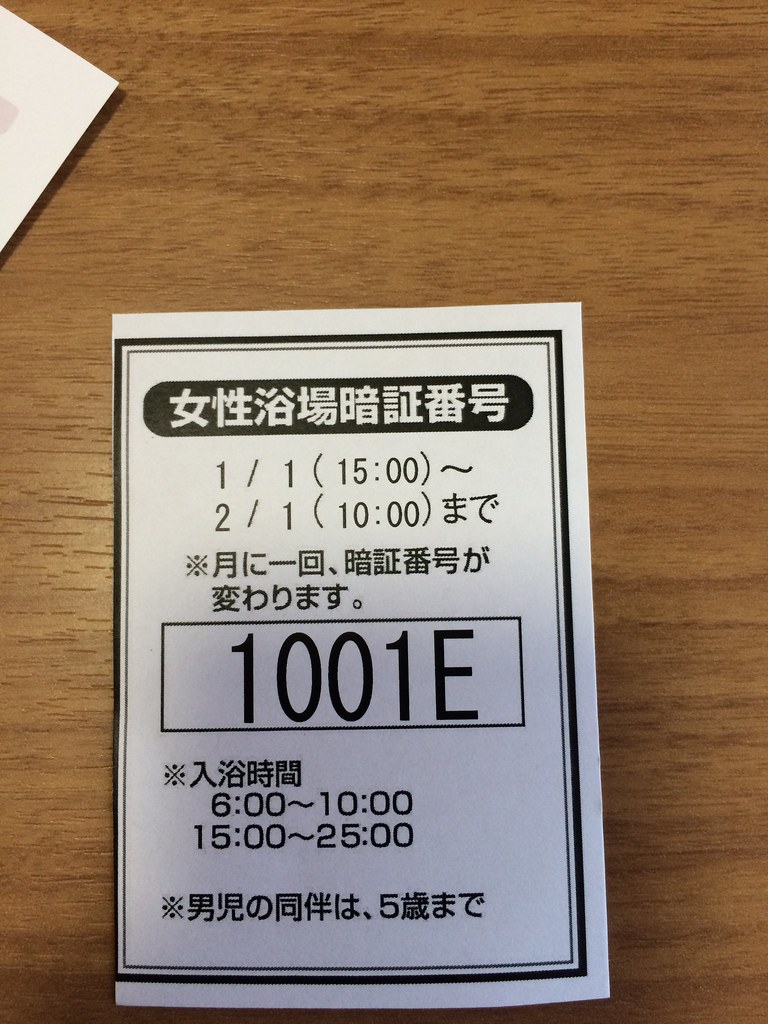 女性浴場暗証番号
1 / 1 ( 15:00)～
2 / 1 ( 10:00)まで
※月に一回、暗証番号が
変わります。
1001E
※入浴時間
6:00～10:00
15:00～25:00
※男児の同伴は、5歳まで